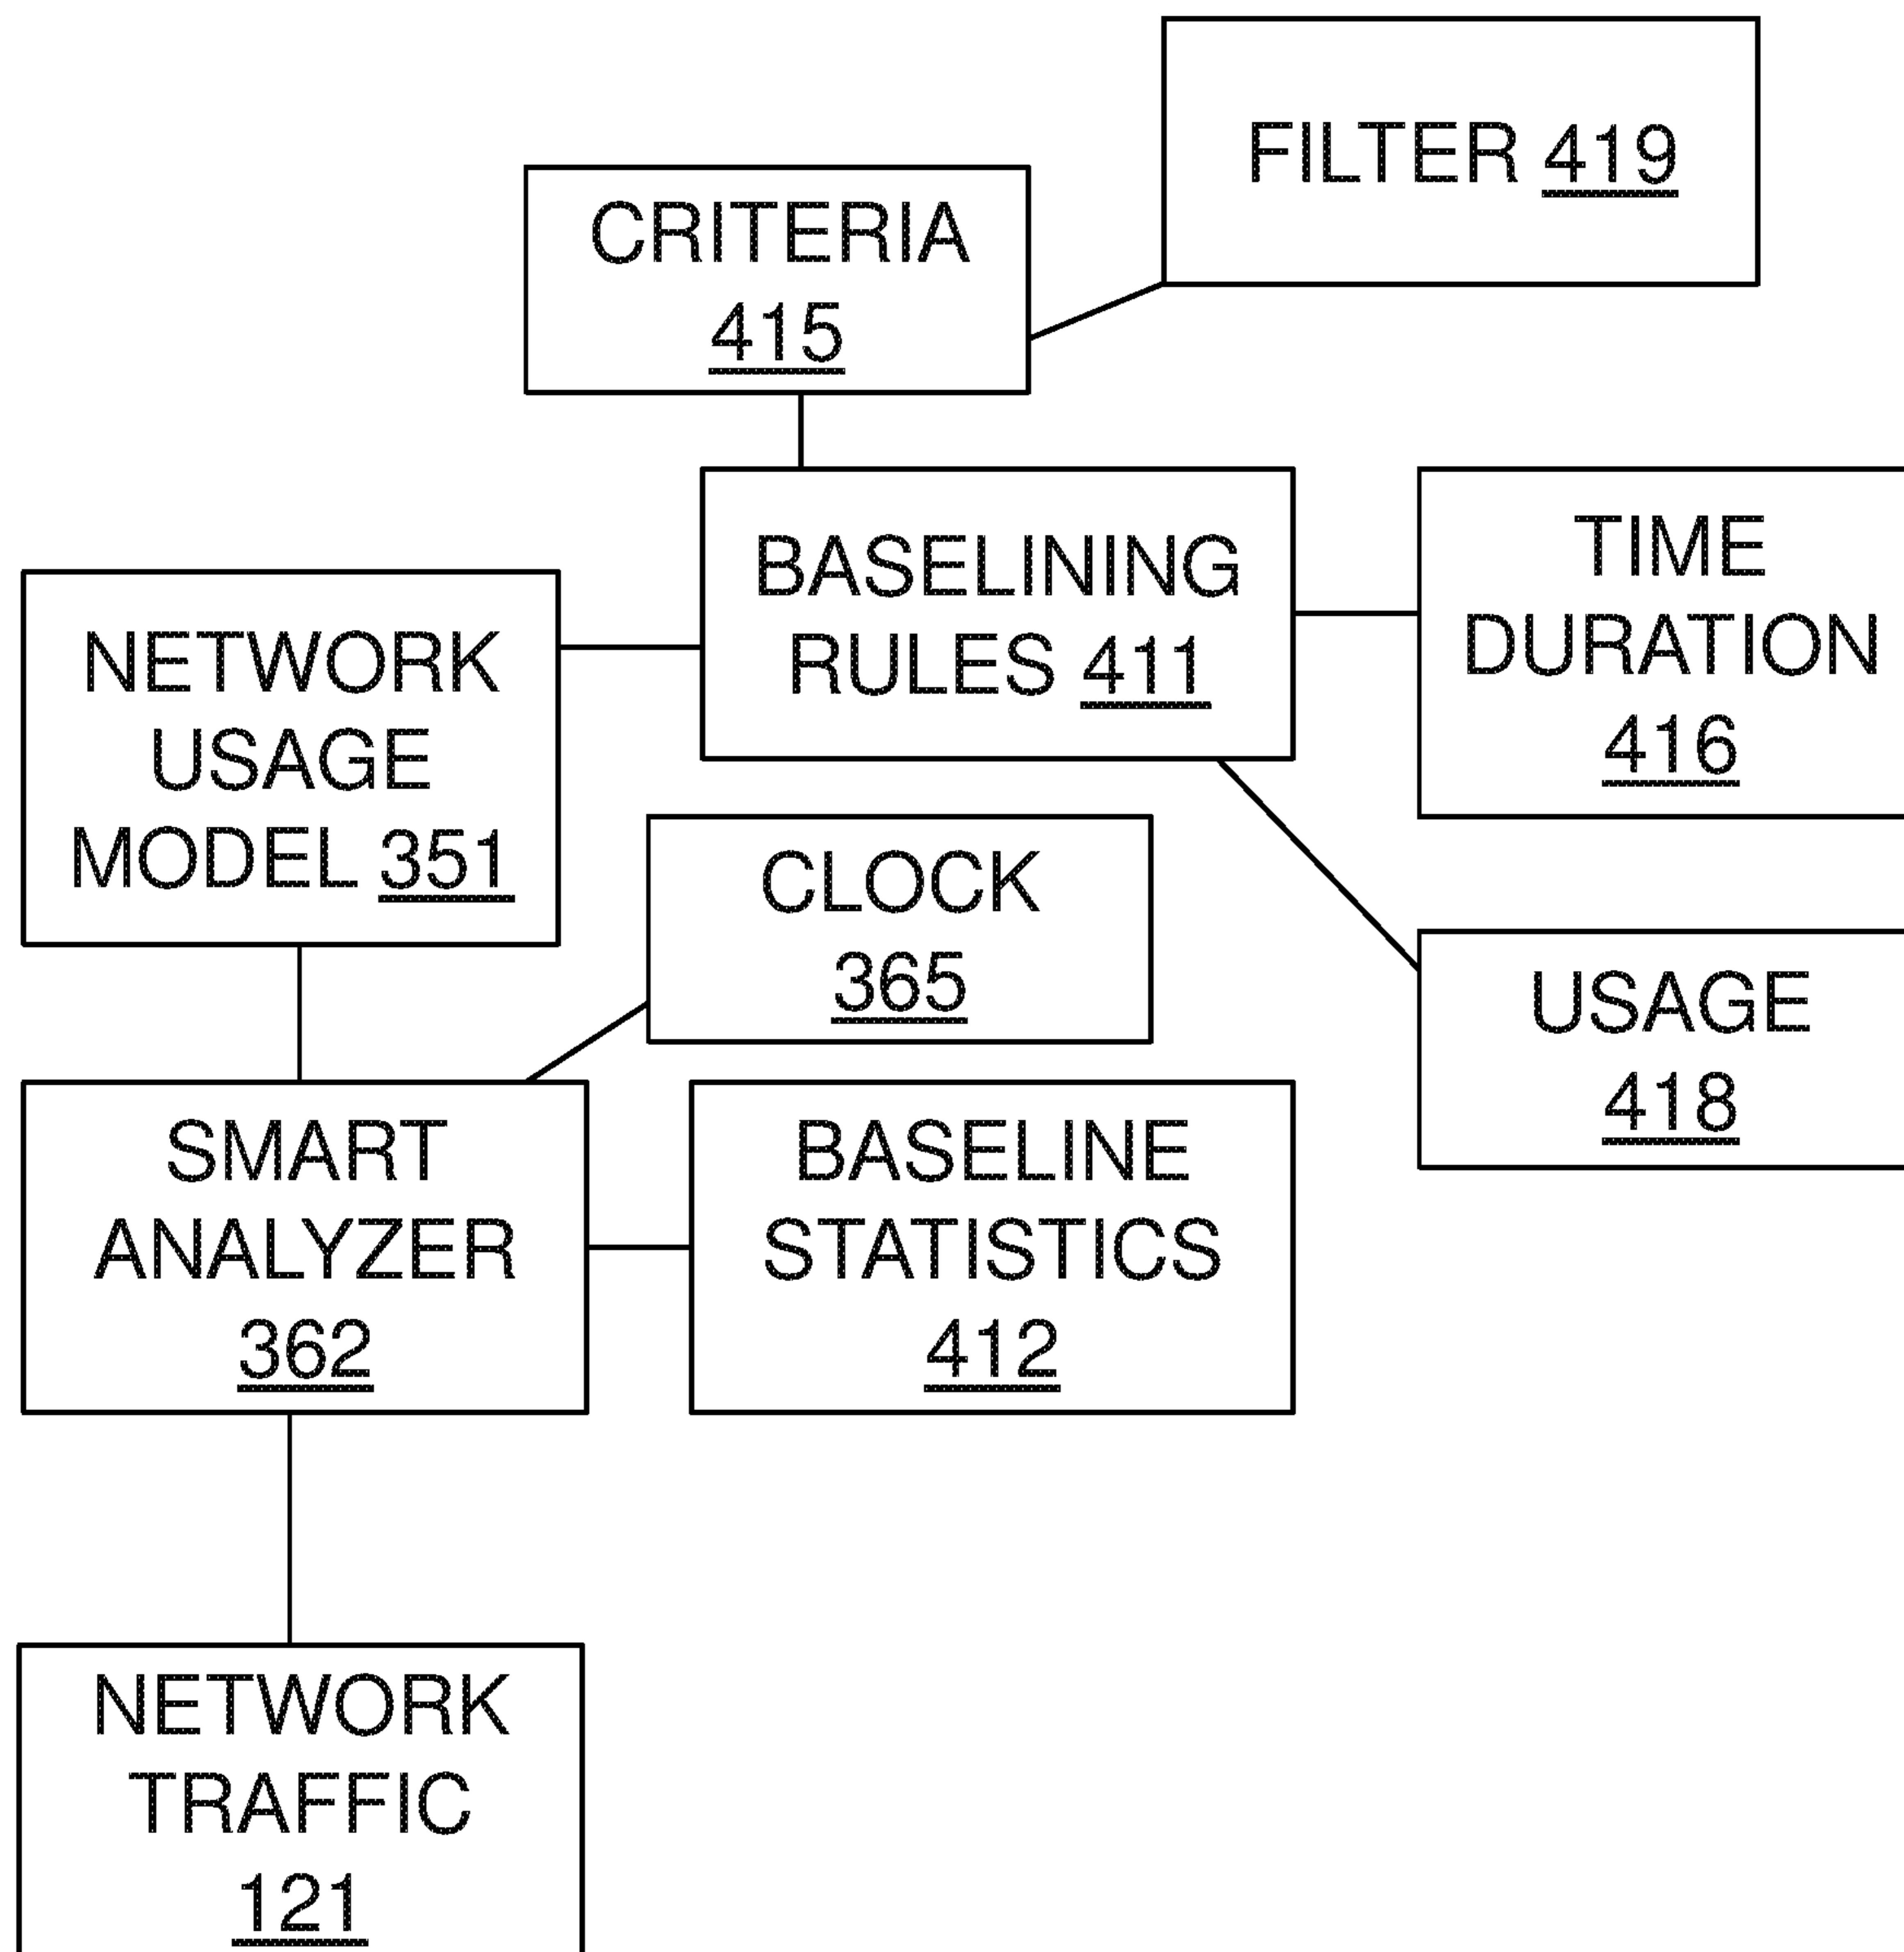 FILTER 419
CRITERIA
415
BASELINING
RULES 411
TIME
DURATION
416
NETWORK
USAGE
MODEL 351
CLOCK
365
USAGE
418
SMART
ANALYZER
362
BASELINE
STATISTICS
412
NETWORK
TRAFFIC
121